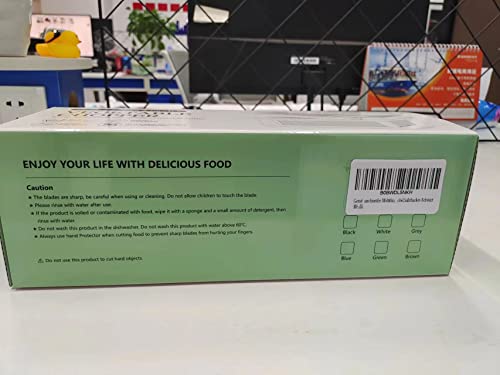 ENJOY YOUR LIFE WITH DELICIOUS FOOD
Caution
● The blades are sharp, be careful when using or cleaning. Do not allow children to touch the blade.
● Please rinse with water after use.
● If the product is soiled or contaminated with food, wipe it with a sponge and a small amount of detergent, then
rinse with water.
● Do not wash this product in the dishwasher. Do not wash this product with water above 60°C.
● Always use hand Protector when cutting food to prevent sharp blades from hurting your fingers.
⚠ Do not use this product to cut hard objects.
Black White Grey
Blue Green Brown